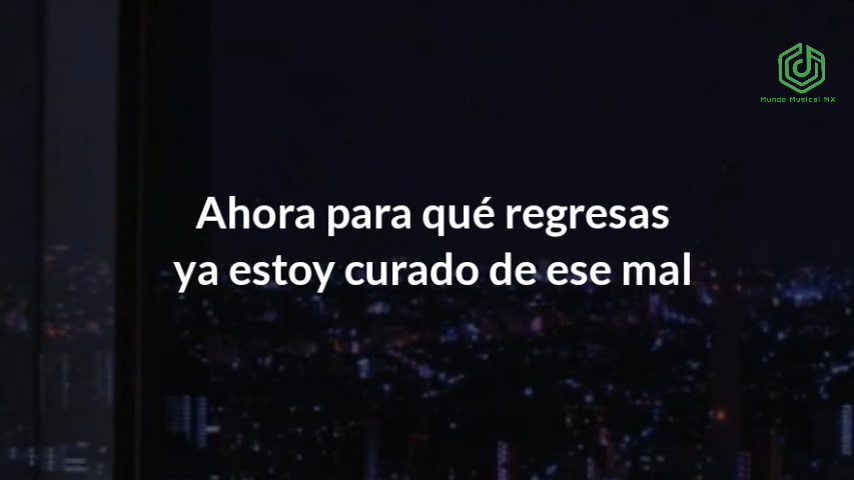 Mundo Musical MX
Ahora para qué regresas
ya estoy curado de ese mal